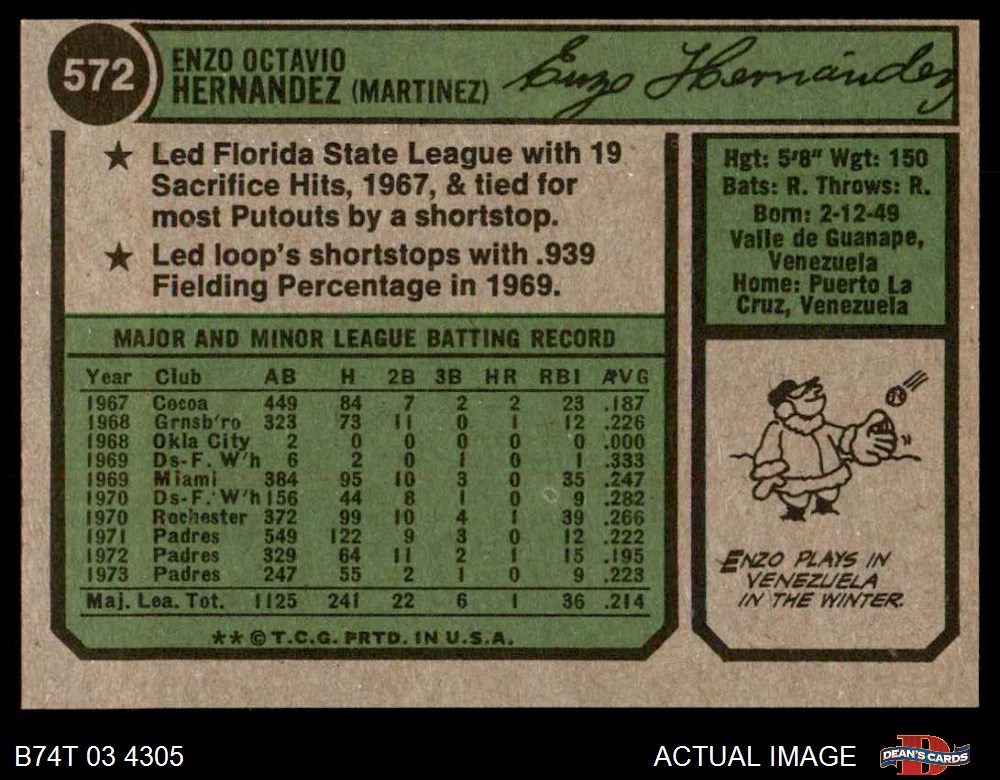 572
ENZO OCTAVIO
HERNANDEZ (MARTINEZ)
Enzo Hernández
★ Led Florida State League with 19
Sacrifice Hits, 1967, & tied for
most Putouts by a shortstop.
★ Led loop's shortstops with .939
Fielding Percentage in 1969.
Hgt: 5'8" Wgt: 150
Bats: R. Throws: R.
Born: 2-12-49
Valle de Guanape,
Venezuela
Home: Puerto La
Cruz, Venezuela
MAJOR AND MINOR LEAGUE BATTING RECORD
Year Club AB H 2B 3B HR RBI AVG
1967 Cocoa 449 84 7 2 2 23 .187
1968 Grnsb'ro 323 73 11 0 1 12 .226
1968 Okla City 2 0 0 0 0 0 .000
1969 Ds-F. W'h 6 2 0 1 0 1 .333
1969 Miami 384 95 10 3 0 35 .247
1970 Ds-F. W'h 156 44 8 1 0 9 .282
1970 Rochester 372 99 10 4 1 39 .266
1971 Padres 549 122 9 3 0 12 .222
1972 Padres 329 64 11 2 1 15 .195
1973 Padres 247 55 2 1 0 9 .223
Maj. Lea. Tot. 1125 241 22 6 1 36 .214
** © T.C.G. PRTD. IN U.S.A.
ENZO PLAYS IN
VENEZUELA
IN THE WINTER.
B74T 03 4305
ACTUAL IMAGE
DEAN'S CARDS